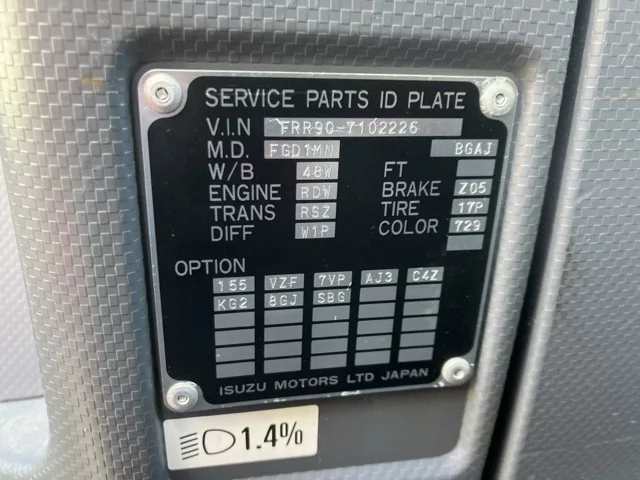 SERVICE PARTS ID PLATE
V.I.N FRR90-7102226
M.D. FGD1MN BGAJ
W/B 48W FT
ENGINE RDW BRAKE Z05
TRANS RSZ TIRE 17P
DIFF W1P COLOR 729
OPTION
155 VZF 7VP AJ3 C4Z
KG2 8GJ SBG
ISUZU MOTORS LTD JAPAN
1.4%